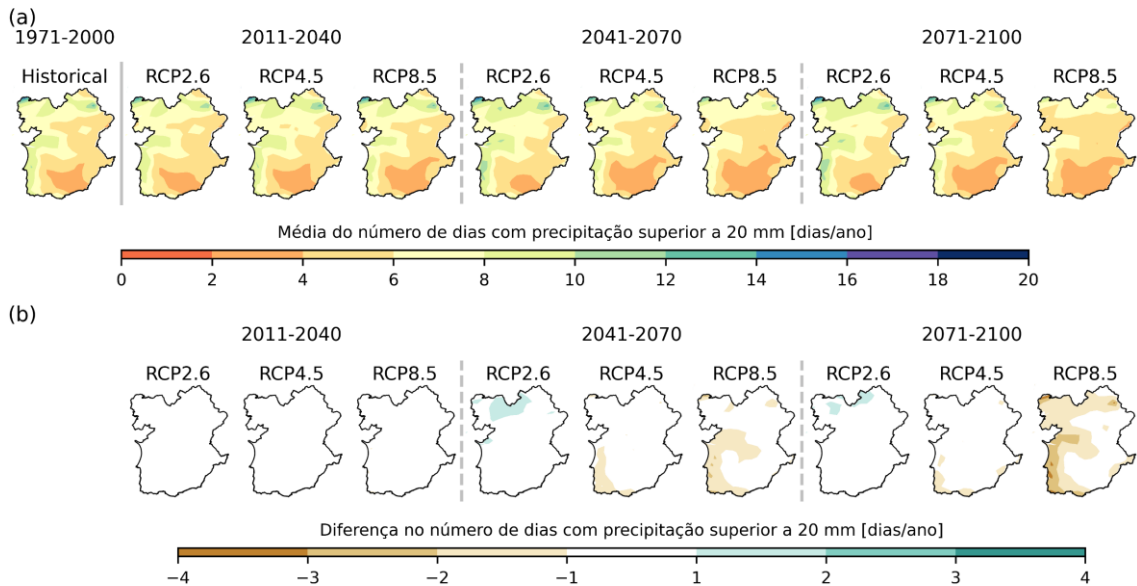 (a)
1971-2000 2011-2040 2041-2070 2071-2100
Historical RCP2.6 RCP4.5 RCP8.5 RCP2.6 RCP4.5 RCP8.5 RCP2.6 RCP4.5 RCP8.5
Média do número de dias com precipitação superior a 20 mm [dias/ano]
0 2 4 6 8 10 12 14 16 18 20
(b)
2011-2040 2041-2070 2071-2100
RCP2.6 RCP4.5 RCP8.5 RCP2.6 RCP4.5 RCP8.5 RCP2.6 RCP4.5 RCP8.5
Diferença no número de dias com precipitação superior a 20 mm [dias/ano]
−4 −3 −2 −1 1 2 3 4